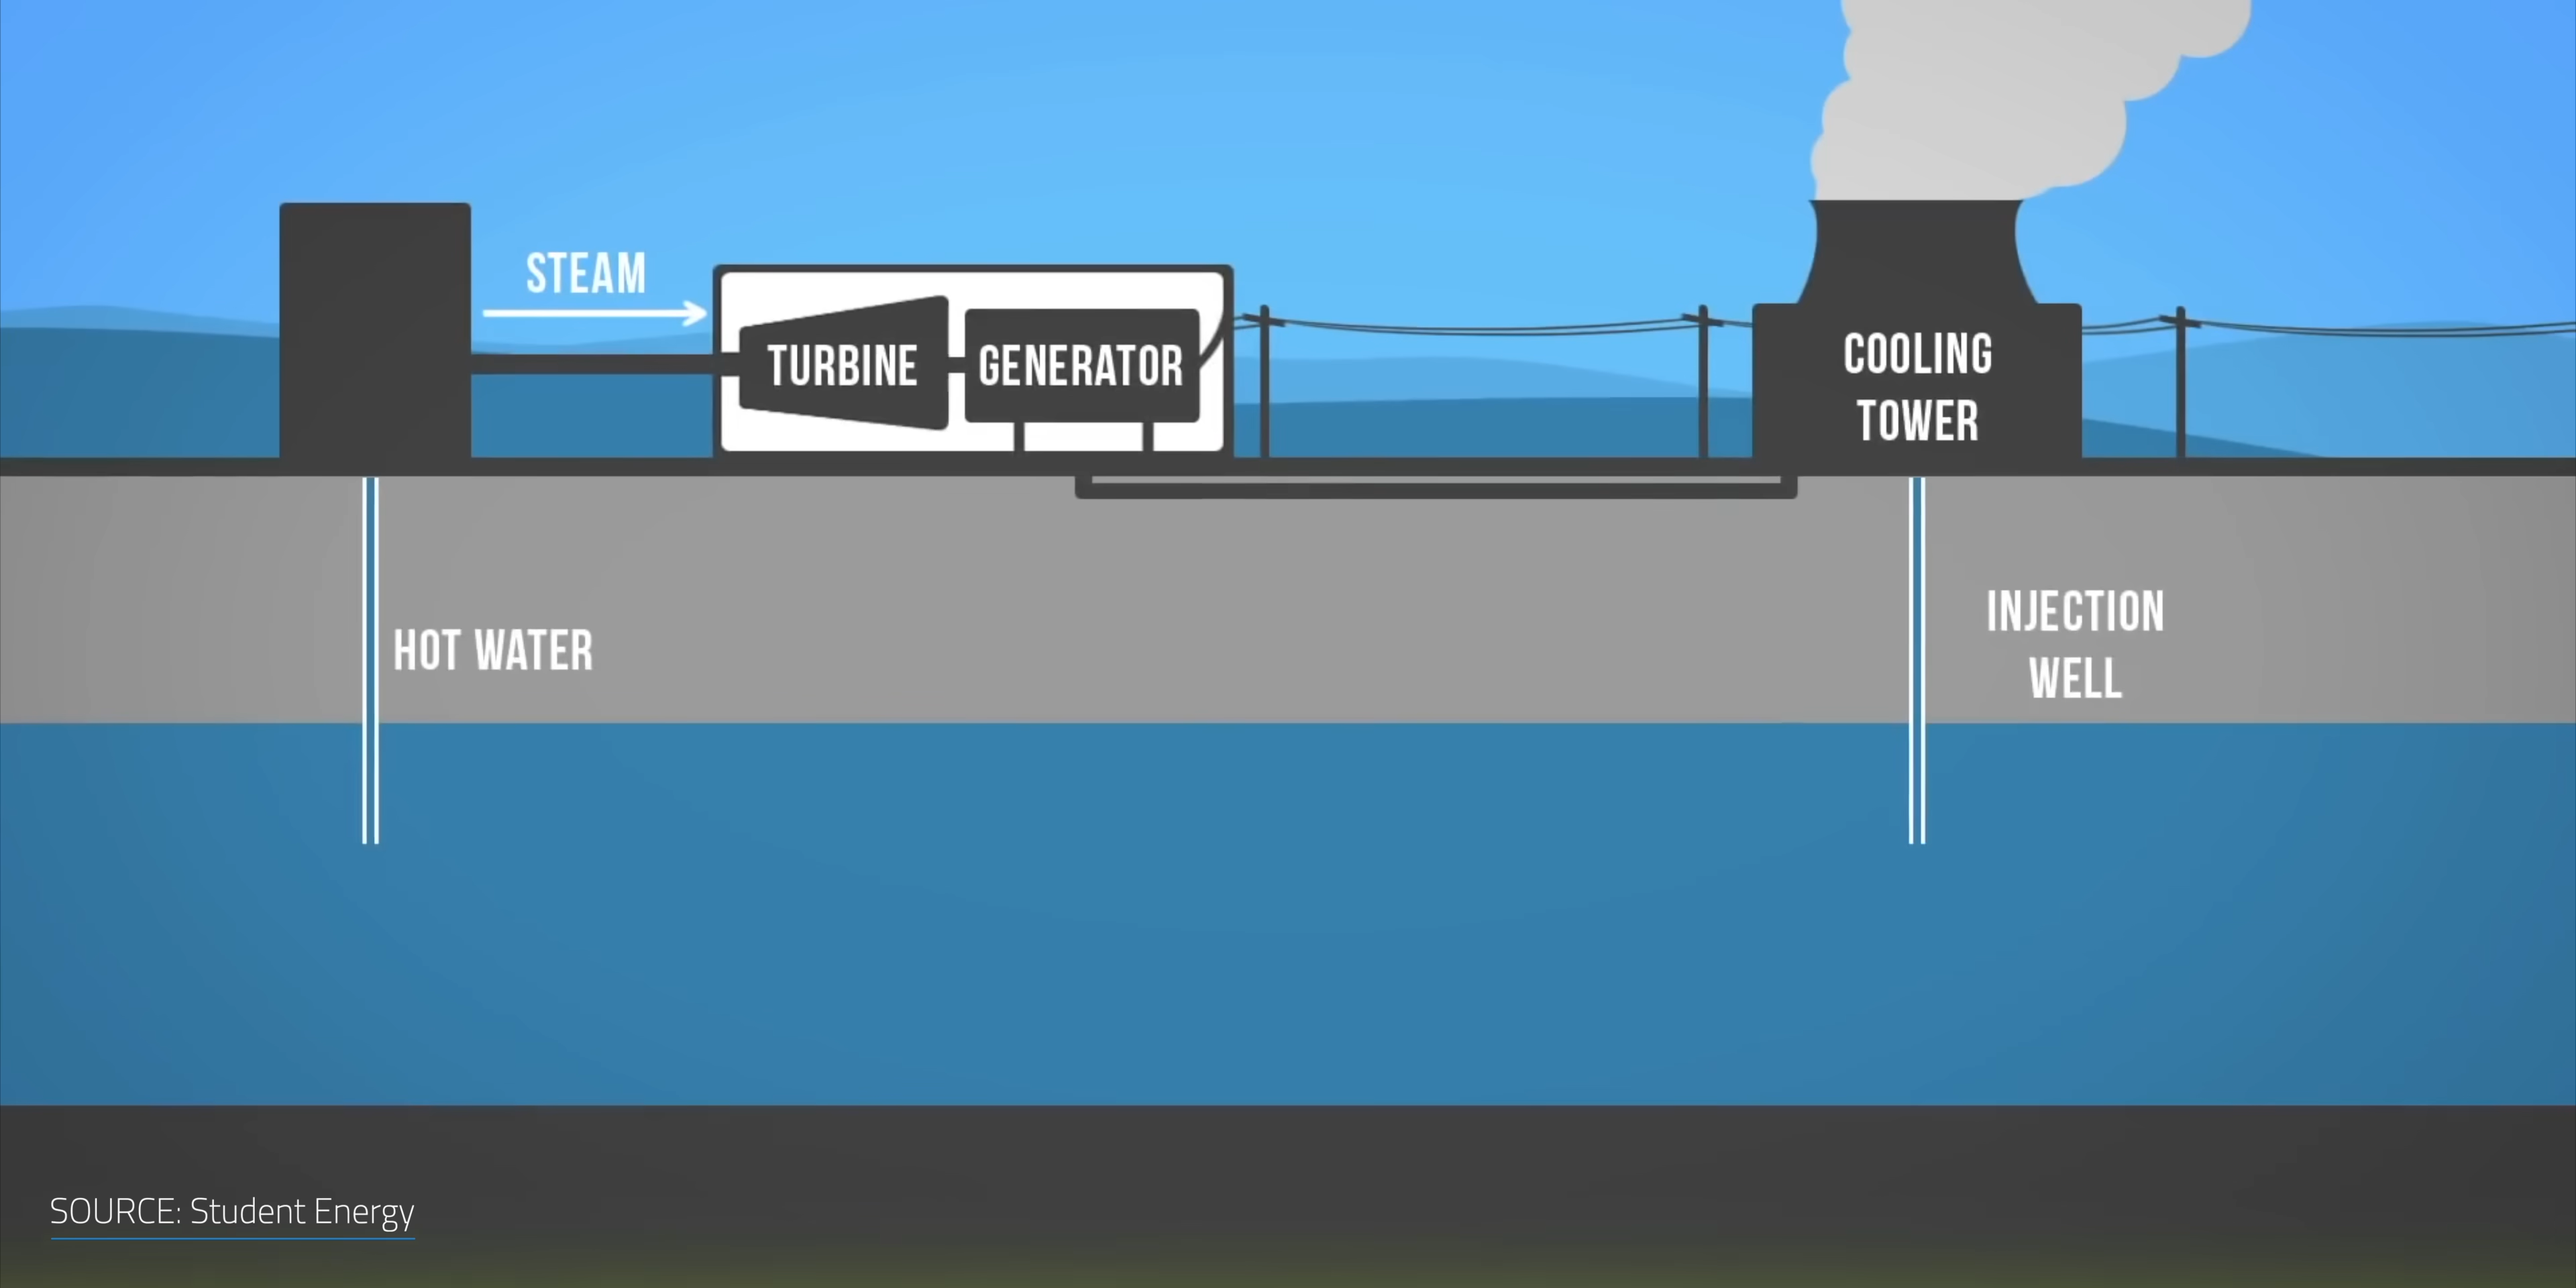 STEAM
TURBINE
GENERATOR
COOLING
TOWER
HOT WATER
INJECTION
WELL
SOURCE: Student Energy